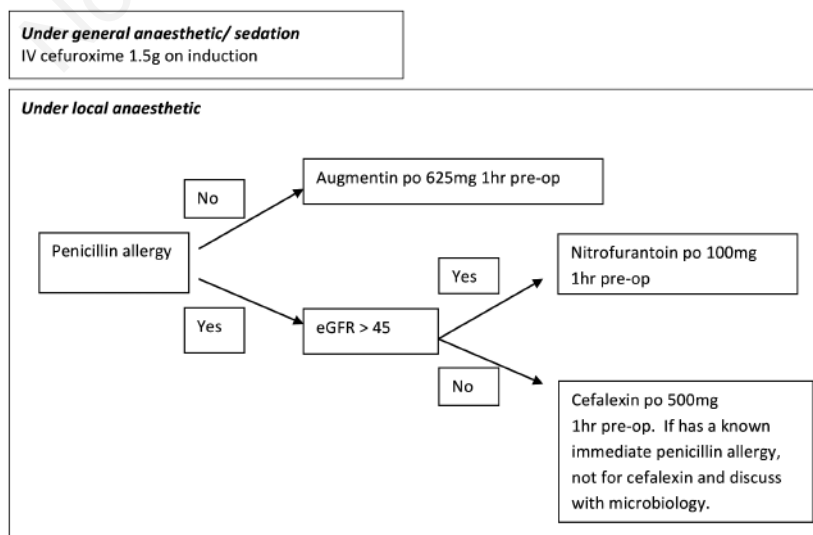 Under general anaesthetic/ sedation
IV cefuroxime 1.5g on induction
Under local anaesthetic
No
Augmentin po 625mg 1hr pre-op
Penicillin allergy
Yes
eGFR > 45
Yes
Nitrofurantoin po 100mg
1hr pre-op
No
Cefalexin po 500mg
1hr pre-op. If has a known
immediate penicillin allergy,
not for cefalexin and discuss
with microbiology.